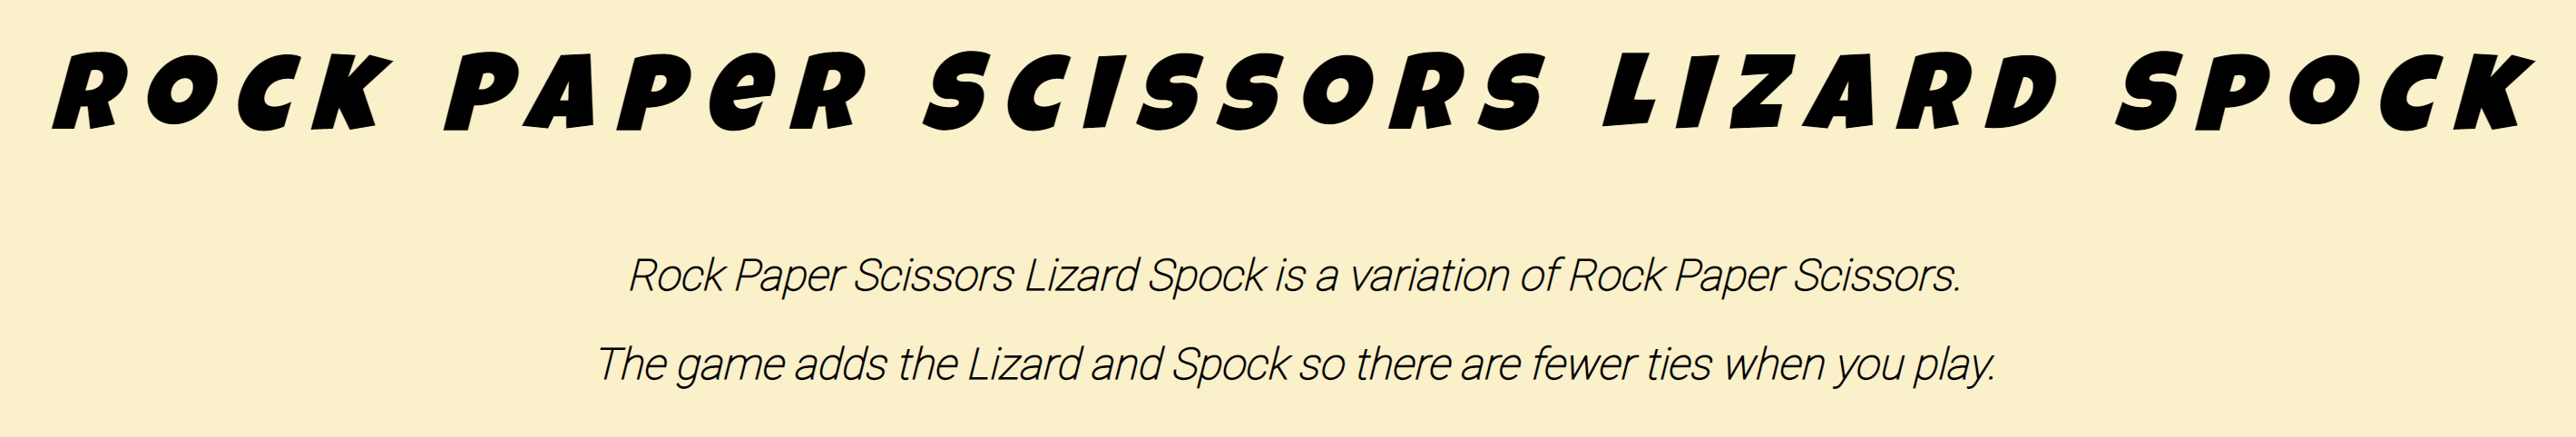 ROCK PAPeR SCISSORS LIZARD SPOCK
Rock Paper Scissors Lizard Spock is a variation of Rock Paper Scissors.
The game adds the Lizard and Spock so there are fewer ties when you play.